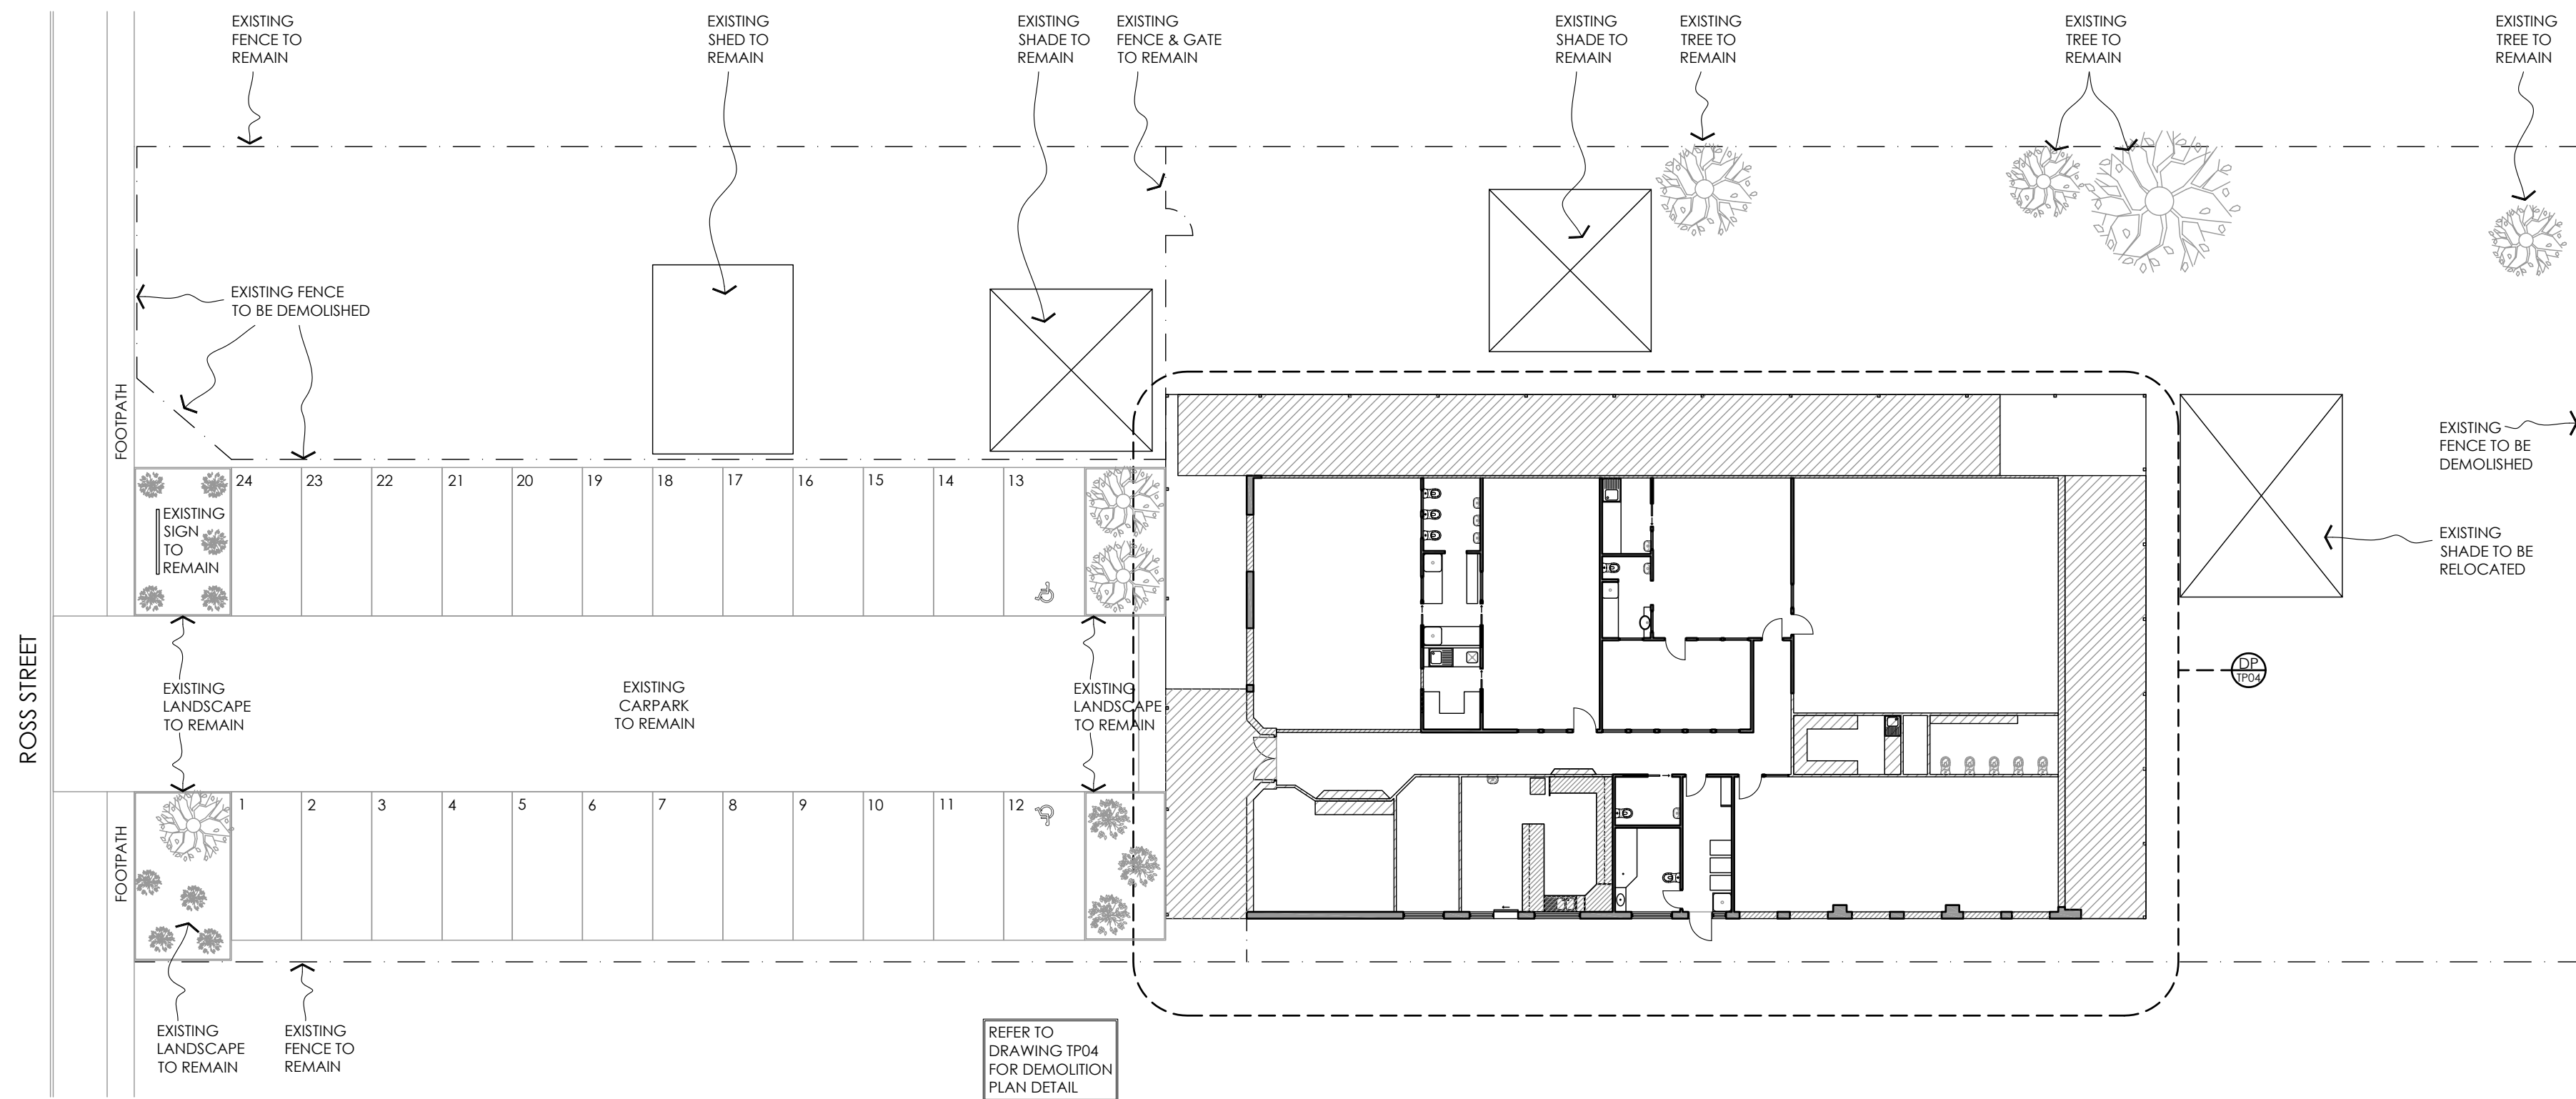 EXISTING
FENCE TO
REMAIN
EXISTING
SHED TO
REMAIN
EXISTING
SHADE TO
REMAIN
EXISTING
FENCE & GATE
TO REMAIN
EXISTING
SHADE TO
REMAIN
EXISTING
TREE TO
REMAIN
EXISTING
TREE TO
REMAIN
EXISTING
TREE TO
REMAIN
EXISTING FENCE
TO BE DEMOLISHED
FOOTPATH
EXISTING
FENCE TO BE
DEMOLISHED
24
23
22
21
20
19
18
17
16
15
14
13
EXISTING
SIGN
TO
REMAIN
EXISTING
SHADE TO BE
RELOCATED
ROSS STREET
EXISTING
LANDSCAPE
TO REMAIN
EXISTING
CARPARK
TO REMAIN
EXISTING
LANDSCAPE
TO REMAIN
DP
TP04
FOOTPATH
1
2
3
4
5
6
7
8
9
10
11
12
EXISTING
LANDSCAPE
TO REMAIN
EXISTING
FENCE TO
REMAIN
REFER TO
DRAWING TP04
FOR DEMOLITION
PLAN DETAIL